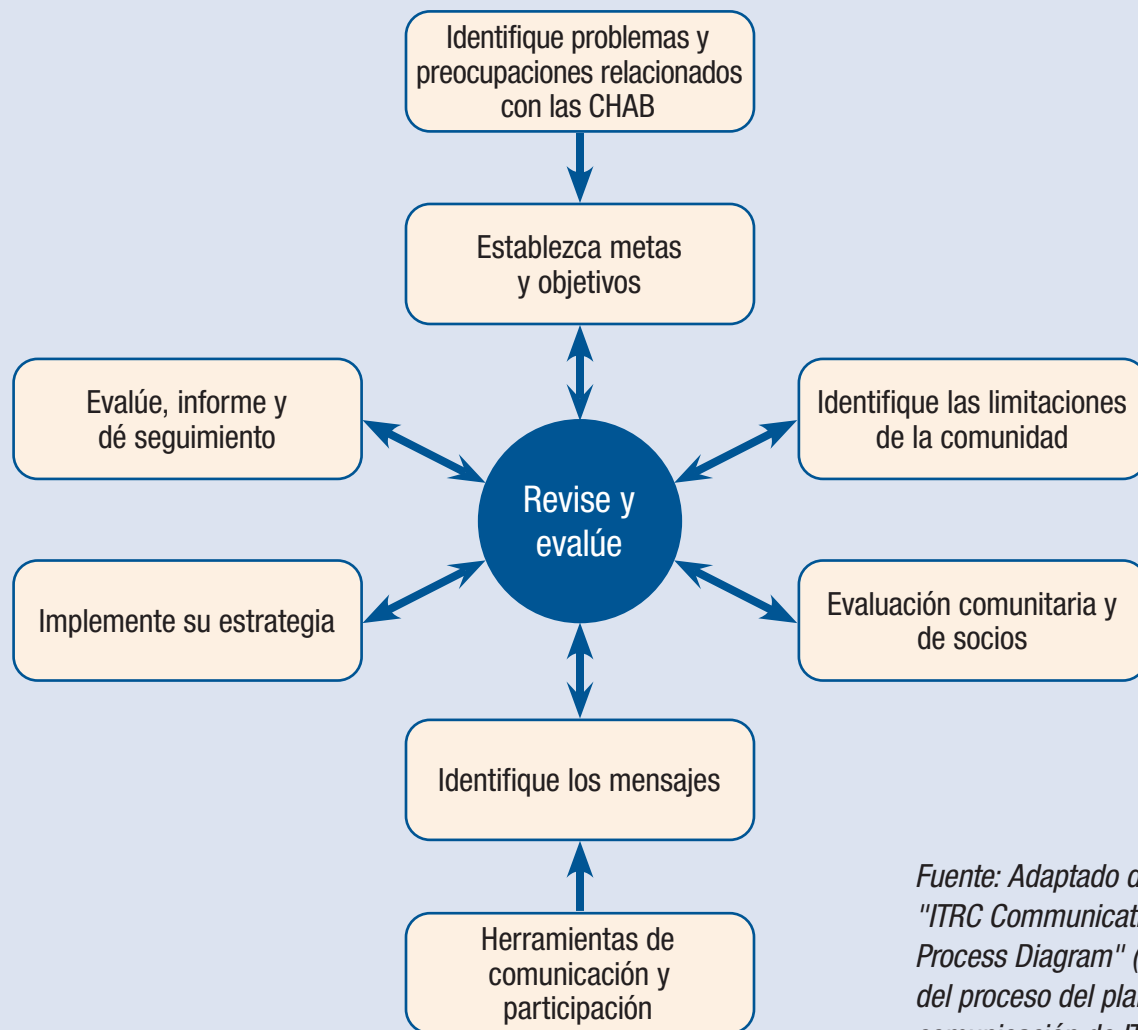 Identifique problemas y
preocupaciones relacionados
con las CHAB
Establezca metas
y objetivos
Evalúe, informe y
dé seguimiento
Identifique las limitaciones
de la comunidad
Revise y
evalúe
Implemente su estrategia
Evaluación comunitaria y
de socios
Identifique los mensajes
Herramientas de
comunicación y
participación
Fuente: Adaptado
"ITRC
Process Diagram" (
del proceso del
comunicación de